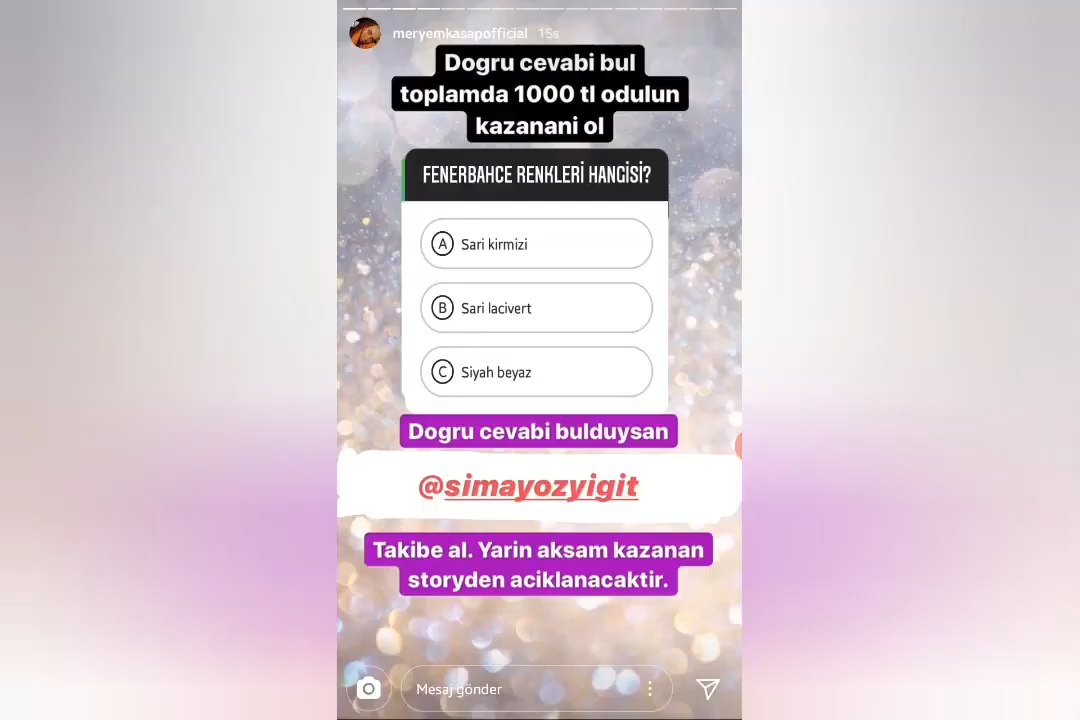 meryemkasapofficial 15s
Dogru cevabi bul
toplamda 1000 tl odulun
kazanani ol
FENERBAHCE RENKLERİ HANGİSİ?
A Sari kirmizi
B Sari lacivert
C Siyah beyaz
Dogru cevabi bulduysan
@simayozyigit
Takibe al. Yarin aksam kazanan
storyden aciklanacaktir.
Mesaj gönder